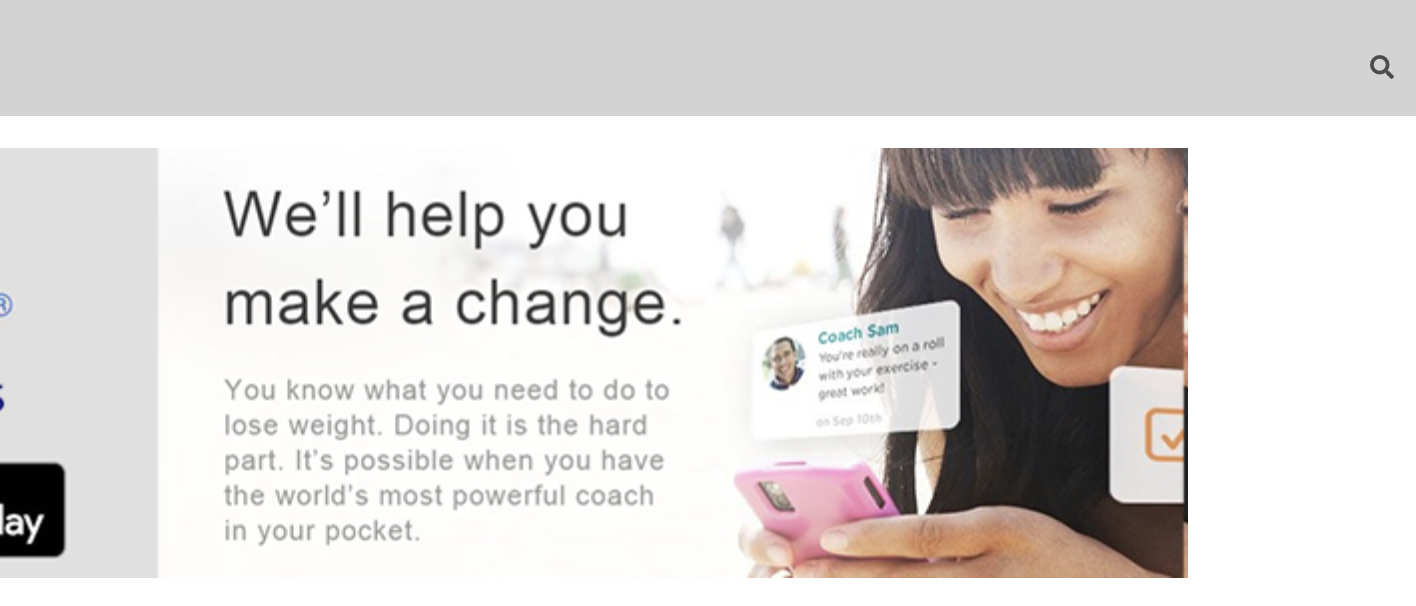 ®
s
lay
We'll help you
make a change.
You know what you need to do to
lose weight. Doing it is the hard
part. It's possible when you have
the world's most powerful coach
in your pocket.
Coach Sam
You're really on a roll
with your exercise -
great work!
on Sep 10th